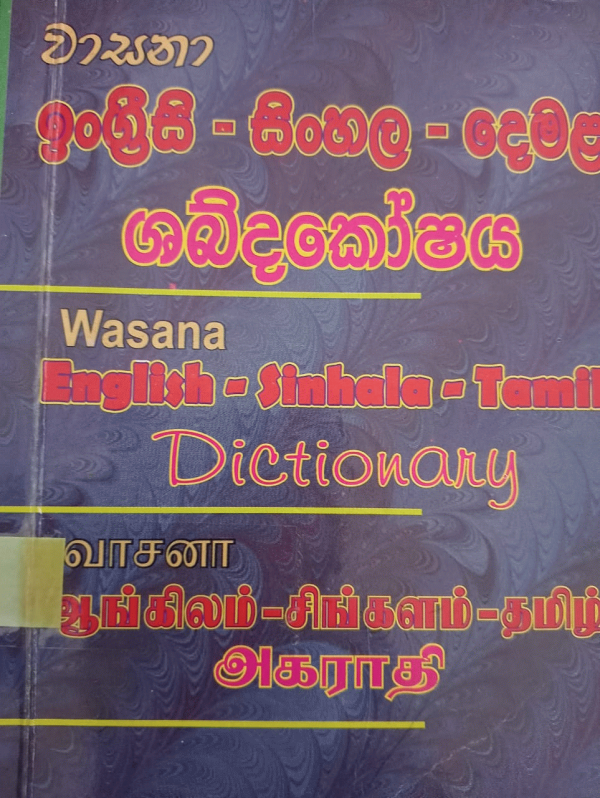 වාසනා
ඉංග්‍රීසි - සිංහල - දෙමළ
ශබ්දකෝෂය
Wasana
English - Sinhala - Tamil
Dictionary
வாசனா
ஆங்கிலம் - சிங்களம் - தமிழ்
அகராதி